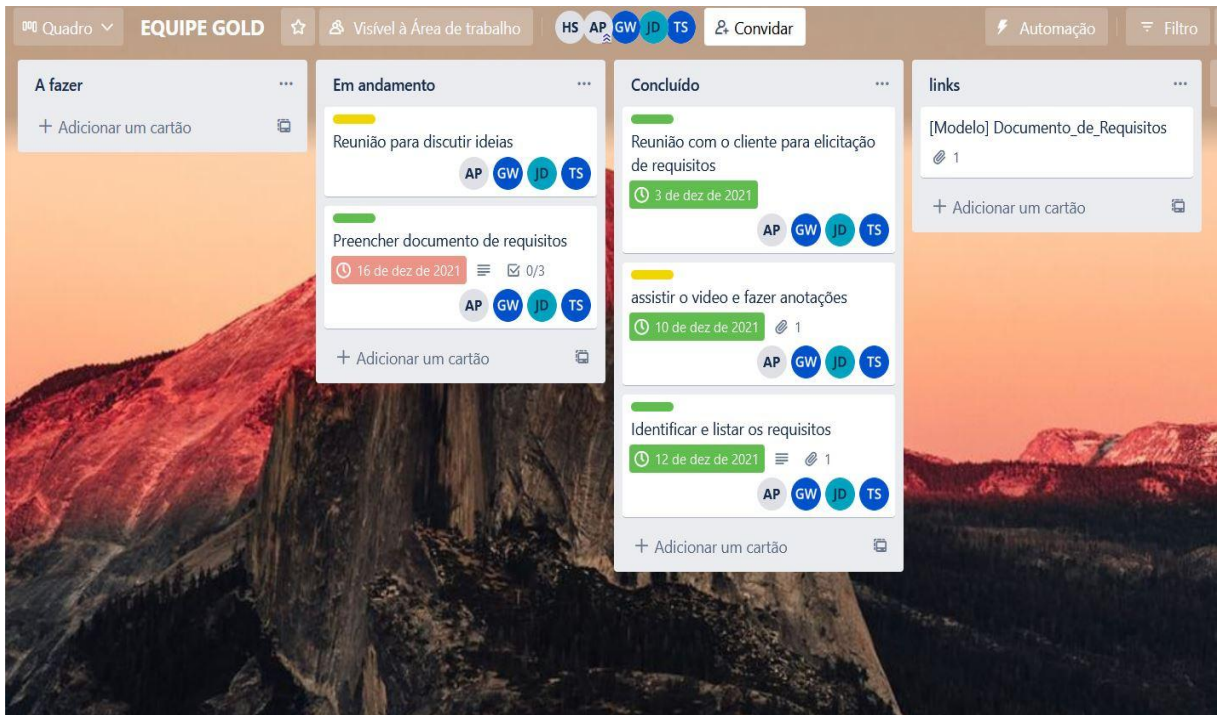 Quadro
EQUIPE GOLD
Visível à Área de trabalho
HS AP GW JD TS
Convidar
Automação
Filtro
A fazer
+ Adicionar um cartão
Em andamento
Reunião para discutir ideias
AP GW JD TS
Preencher documento de requisitos
16 de dez de 2021 0/3
AP GW JD TS
+ Adicionar um cartão
Concluído
Reunião com o cliente para elicitação
de requisitos
3 de dez de 2021
AP GW JD TS
assistir o video e fazer anotações
10 de dez de 2021 1
AP GW JD TS
Identificar e listar os requisitos
12 de dez de 2021 1
AP GW JD TS
+ Adicionar um cartão
links
[Modelo] Documento_de_Requisitos
1
+ Adicionar um cartão